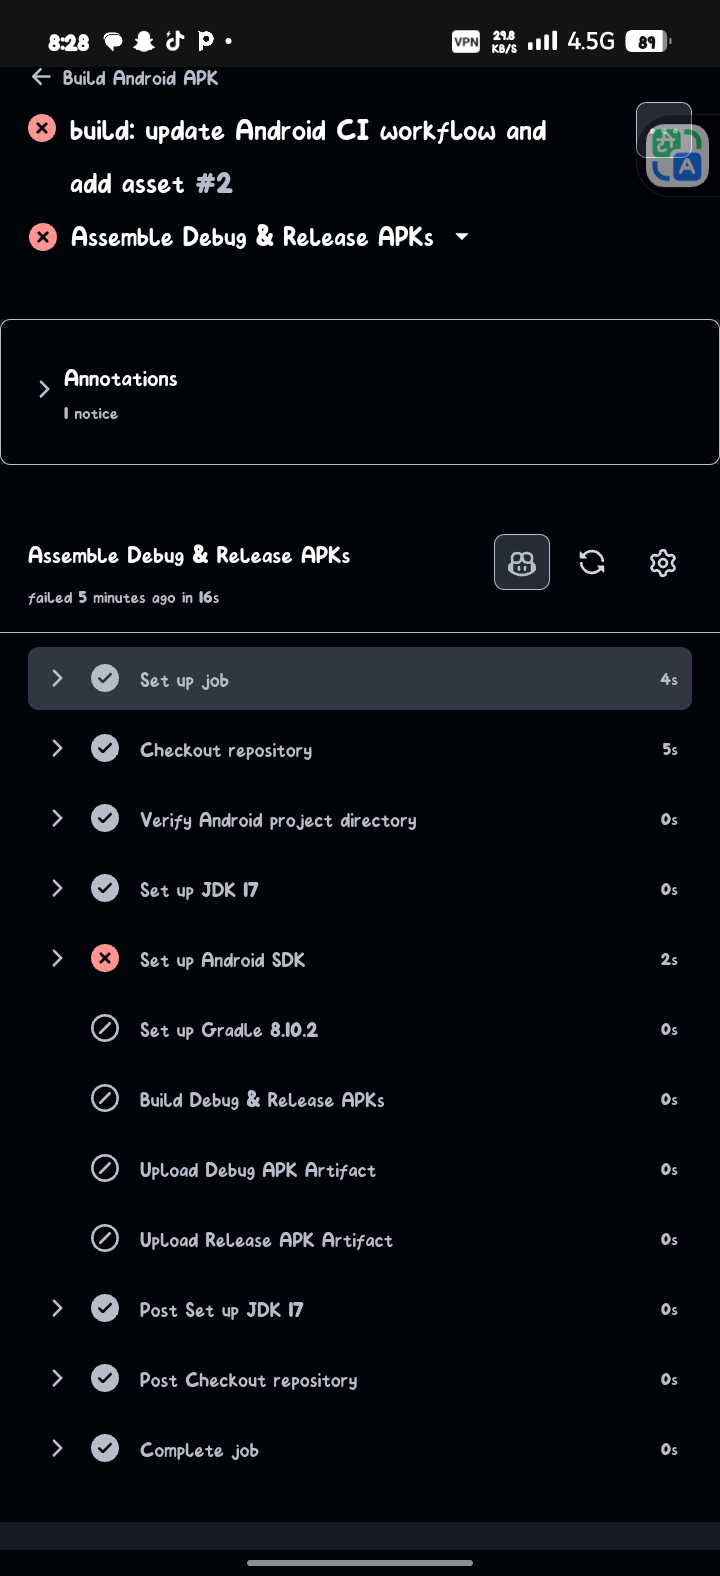 8:28
VPN 29.8 KB/S 4.5G 89
Build Android APK
build: update Android CI workflow and
add asset #2
Assemble Debug & Release APKs
Annotations
1 notice
Assemble Debug & Release APKs
failed 5 minutes ago in 16s
Set up job 4s
Checkout repository 5s
Verify Android project directory 0s
Set up JDK 17 0s
Set up Android SDK 2s
Set up Gradle 8.10.2 0s
Build Debug & Release APKs 0s
Upload Debug APK Artifact 0s
Upload Release APK Artifact 0s
Post Set up JDK 17 0s
Post Checkout repository 0s
Complete job 0s